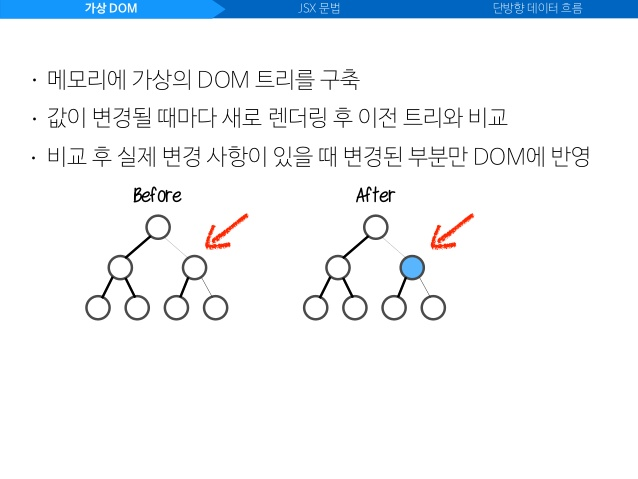 가상 DOM JSX 문법 단방향 데이터 흐름
• 메모리에 가상의 DOM 트리를 구축
• 값이 변경될 때마다 새로 렌더링 후 이전 트리와 비교
• 비교 후 실제 변경 사항이 있을 때 변경된 부분만 DOM에 반영
Before After